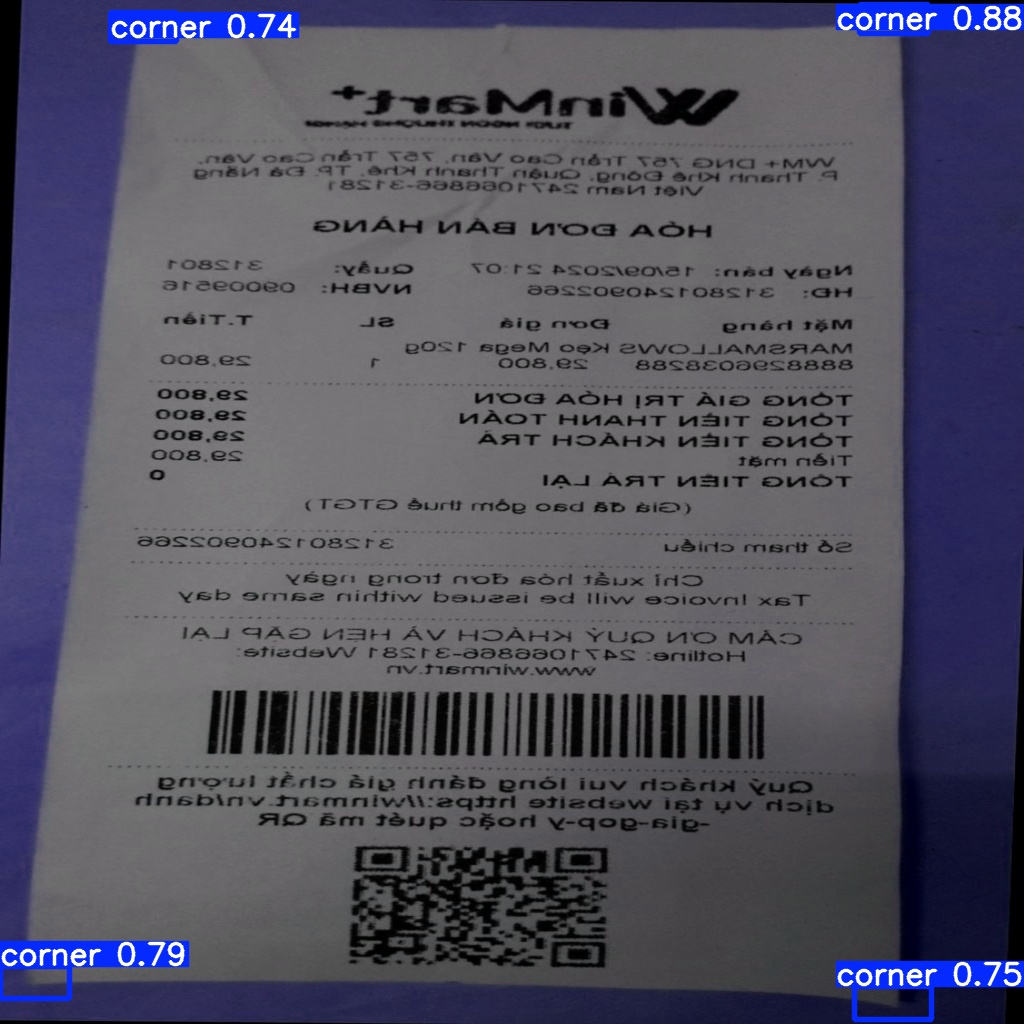 corner 0.74
corner 0.88
WinMart+
TƯƠI NGON THƯỢNG HẠNG
WM+ DNG 757 Trần Cao Vân, 757 Trần Cao Vân,
P. Thanh Khê Đông, Quận Thanh Khê, TP. Đà Nẵng
Việt Nam 2471066866-31281
HÓA ĐƠN BÁN HÀNG
Ngày bán: 15/09/2024 21:07 Quầy: 312801
HĐ: 312801240902266 NVBH: 09009516
Mặt hàng Đơn giá SL T.Tiền
MARSMALLOWS Kẹo Mega 120g
8888296038288 29.800 1 29.800
TỔNG GIÁ TRỊ HÓA ĐƠN 29.800
TỔNG TIỀN THANH TOÁN 29.800
TỔNG TIỀN KHÁCH TRẢ 29.800
Tiền mặt 29.800
TỔNG TIỀN TRẢ LẠI 0
(Giá đã bao gồm thuế GTGT)
Số tham chiếu 312801240902266
Chỉ xuất hóa đơn trong ngày
Tax Invoice will be issued within same day
CẢM ƠN QUÝ KHÁCH VÀ HẸN GẶP LẠI
Hotline: 2471066866-31281 Website:
www.winmart.vn
Quý khách vui lòng đánh giá chất lượng
dịch vụ tại website https://winmart.vn/danh
-gia-gop-y hoặc quét mã QR
corner 0.79
corner 0.75